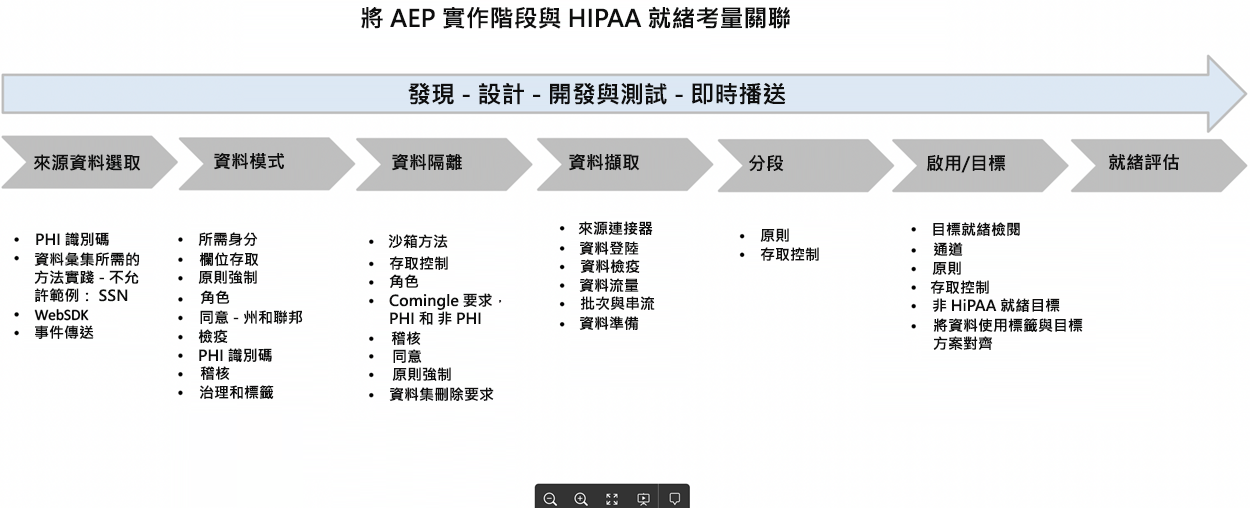 將 AEP 實作階段與 HIPAA 就緒考量關聯
發現 - 設計 - 開發與測試 - 即時播送
來源資料選取
• PHI 識別碼
• 資料彙集所需的
方法實踐 - 不允
許範例： SSN
• WebSDK
• 事件傳送
資料模式
• 所需身分
• 欄位存取
• 原則強制
• 角色
• 同意 - 州和聯邦
• 檢疫
• PHI 識別碼
• 稽核
• 治理和標籤
資料隔離
• 沙箱方法
• 存取控制
• 角色
• Comingle 要求，
PHI 和 非 PHI
• 稽核
• 同意
• 原則強制
• 資料集刪除要求
資料擷取
• 來源連接器
• 資料登陸
• 資料檢疫
• 資料流量
• 批次與串流
• 資料準備
分段
• 原則
• 存取控制
啟用/目標
• 目標就緒檢閱
• 通道
• 原則
• 存取控制
• 非 HiPAA 就緒目標
• 將資料使用標籤與目標
方案對齊
就緒評估